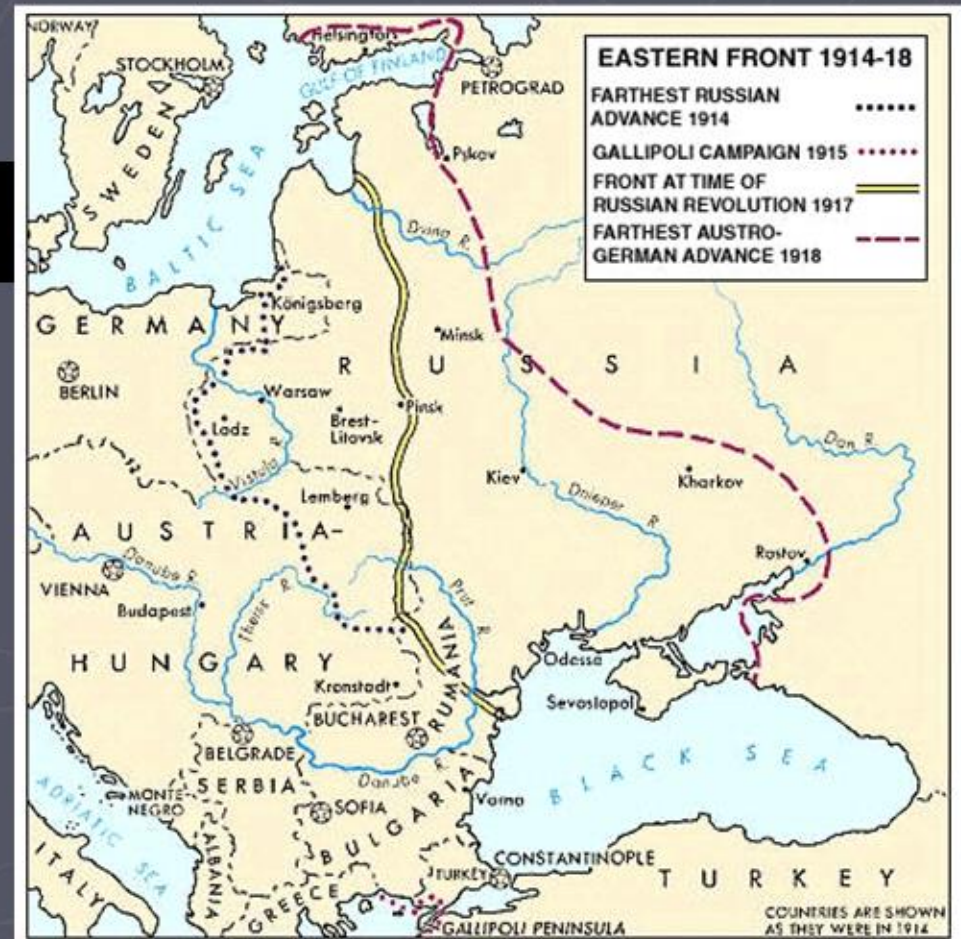 NORWAY
Helsington
STOCKHOLM
GULF OF FINLAND
PETROGRAD
SWEDEN
BALTIC SEA
Pskov
EASTERN FRONT 1914-18
FARTHEST RUSSIAN
ADVANCE 1914
GALLIPOLI CAMPAIGN 1915
FRONT AT TIME OF
RUSSIAN REVOLUTION 1917
FARTHEST AUSTRO-
GERMAN ADVANCE 1918
Dvina R.
Königsberg
GERMANY
Minsk
RUSSIA
BERLIN
Warsaw
Lodz
Brest-
Litovsk
Pinsk
Vistula R.
Lemberg
Kiev
Dnieper R.
Kharkov
Don R.
AUSTRIA-
Danube R.
VIENNA
Budapest
Theiss R.
Prut R.
Rostov
HUNGARY
Kronstadt
RUMANIA
Odessa
Sevastopol
BUCHAREST
BELGRADE
SERBIA
Danube R.
BLACK SEA
MONTE-
NEGRO
SOFIA
Varna
ADRIATIC SEA
BULGARIA
ALBANIA
ITALY
GREECE
TURKEY
CONSTANTINOPLE
TURKEY
GALLIPOLI PENINSULA
COUNTRIES ARE SHOWN
AS THEY WERE IN 1914